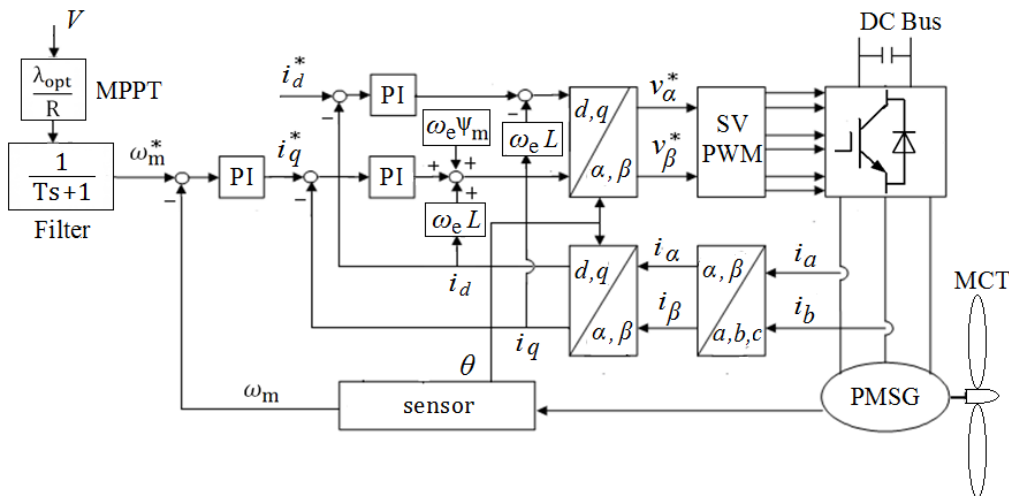 V
DC Bus
λopt
R
MPPT
i*d
PI
ωeΨm
ωe L
d,q
α, β
v*α
v*β
SV
PWM
1
Ts+1
Filter
ω*m
PI
i*q
PI
ωe L
id
iq
d,q
α, β
iα
iβ
α, β
a,b,c
ia
ib
MCT
θ
ωm
sensor
PMSG